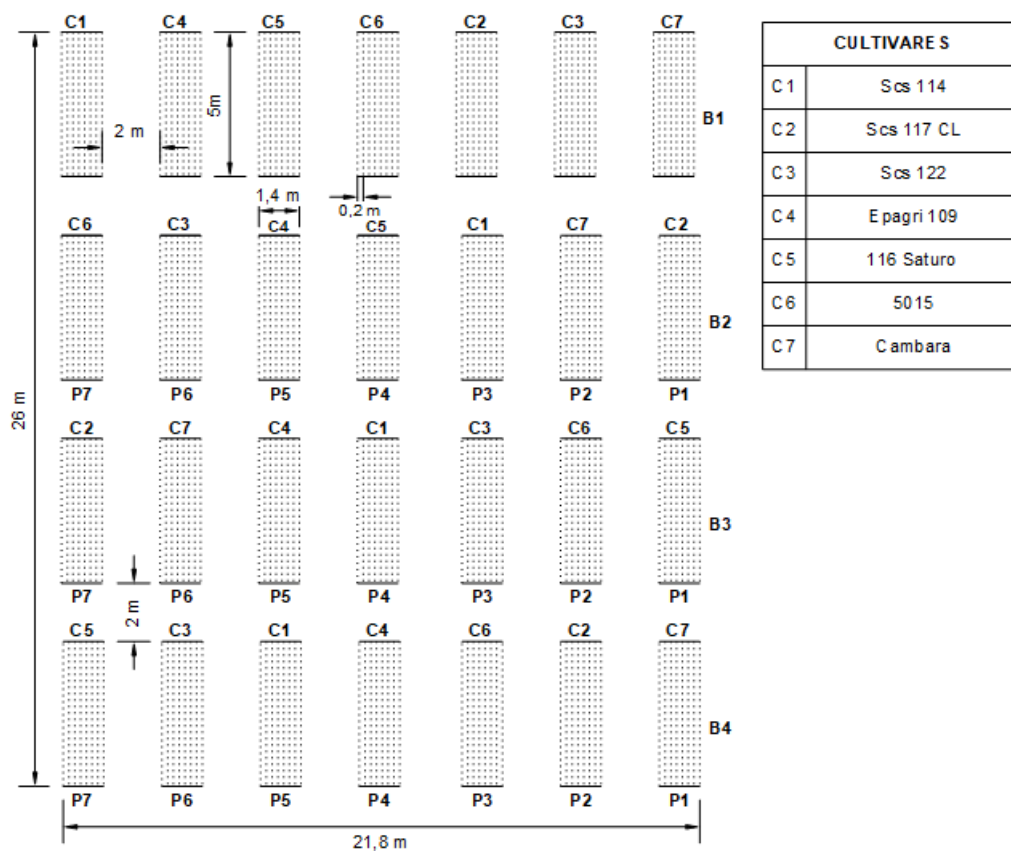 C1 C4 C5 C6 C2 C3 C7
5m
2 m
B1
1,4 m
0,2 m
C6 C3 C4 C5 C1 C7 C2
B2
P7 P6 P5 P4 P3 P2 P1
26 m
C2 C7 C4 C1 C3 C6 C5
B3
P7 P6 P5 P4 P3 P2 P1
2 m
C5 C3 C1 C4 C6 C2 C7
B4
P7 P6 P5 P4 P3 P2 P1
21,8 m
CULTIVARES
C1 Scs 114
C2 Scs 117 CL
C3 Scs 122
C4 Epagri 109
C5 116 Saturo
C6 5015
C7 Cambara